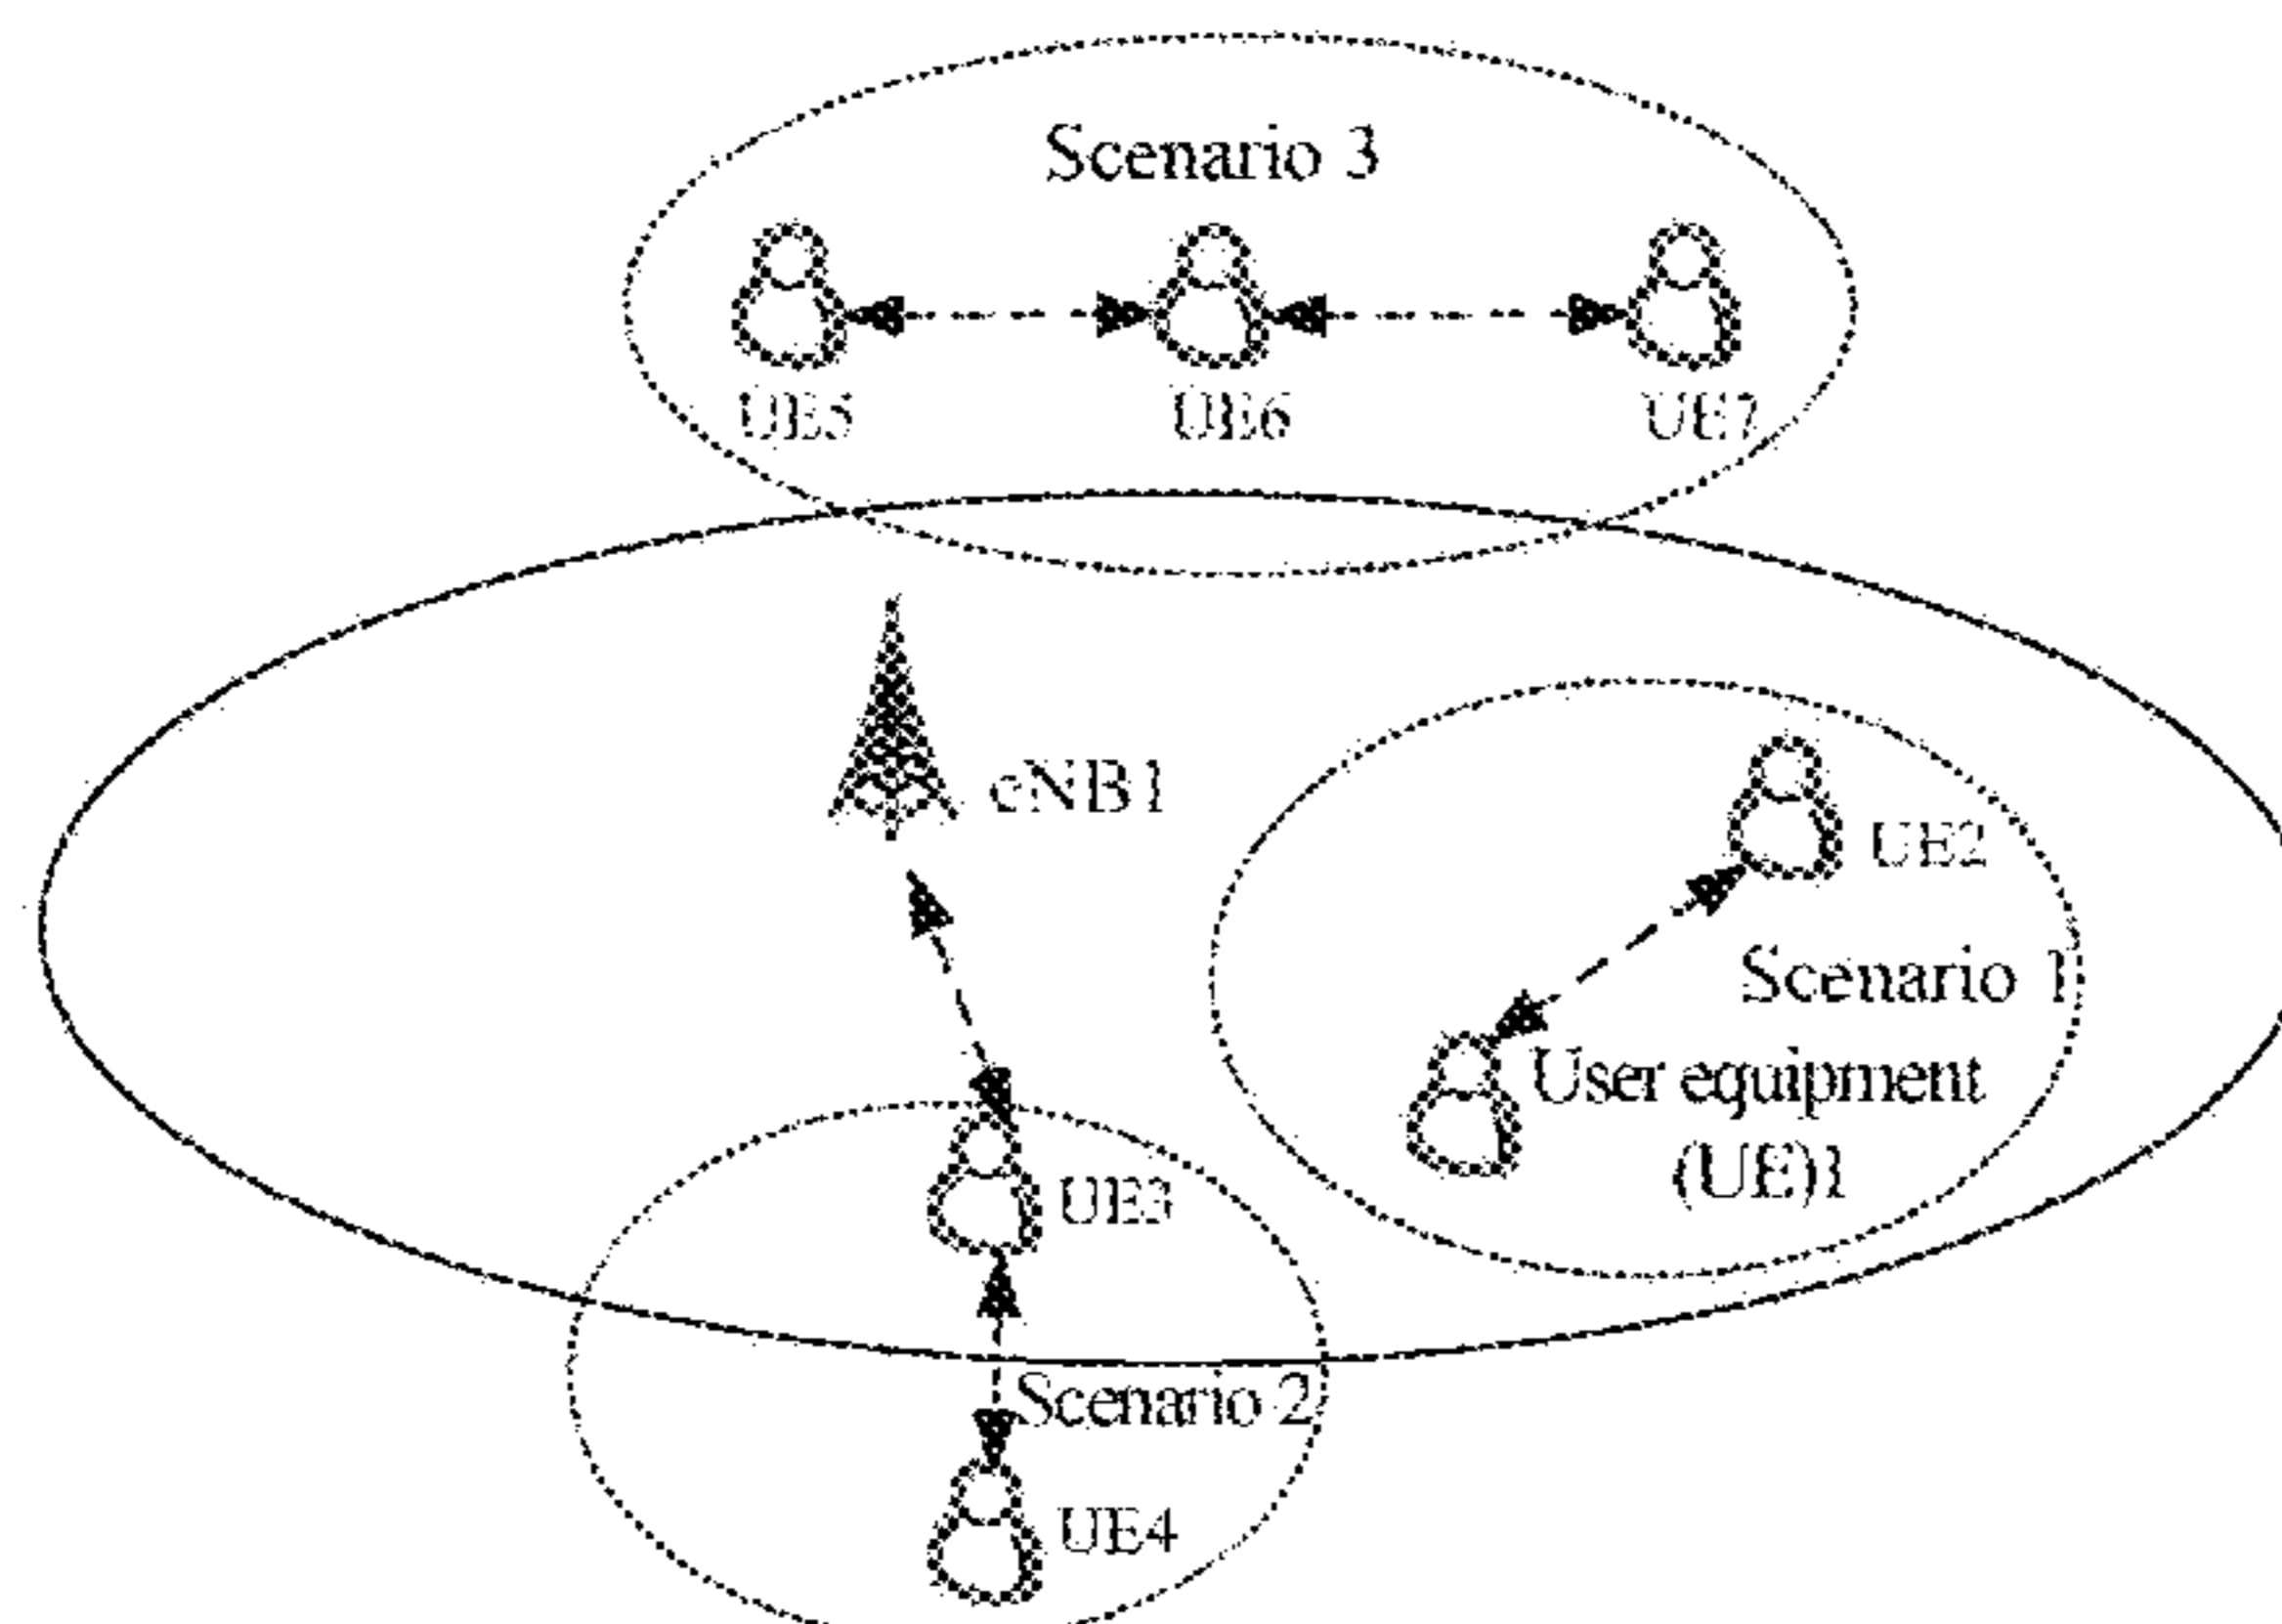 Scenario 3
UE5
UE6
UE7
eNB1
UE2
Scenario 1
User equipment
(UE)1
UE3
Scenario 2
UE4